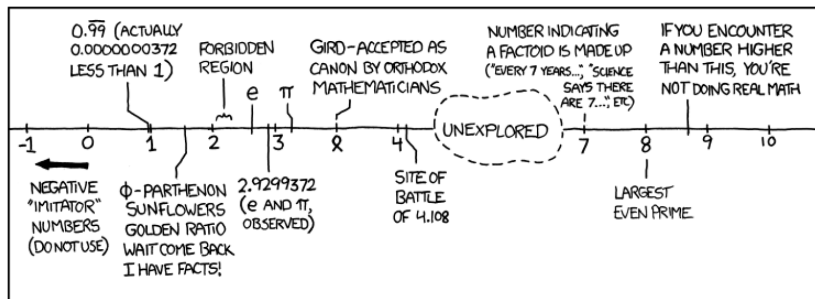 0.99 (ACTUALLY
0.0000000372
LESS THAN 1)
FORBIDDEN
REGION
e
π
GIRD–ACCEPTED AS
CANON BY ORTHODOX
MATHEMATICIANS
NUMBER INDICATING
A FACTOID IS MADE UP
("EVERY 7 YEARS...", "SCIENCE
SAYS THERE
ARE 7...", ETC)
IF YOU ENCOUNTER
A NUMBER HIGHER
THAN THIS, YOU'RE
NOT DOING REAL MATH
UNEXPLORED
-1 0 1 2 3 4 7 8 9 10
NEGATIVE
"IMITATOR"
NUMBERS
(DO NOT USE)
ϕ–PARTHENON
SUNFLOWERS
GOLDEN RATIO
WAIT COME BACK
I HAVE FACTS!
2.9299372
(e AND π,
OBSERVED)
SITE OF
BATTLE
OF 4.108
LARGEST
EVEN PRIME